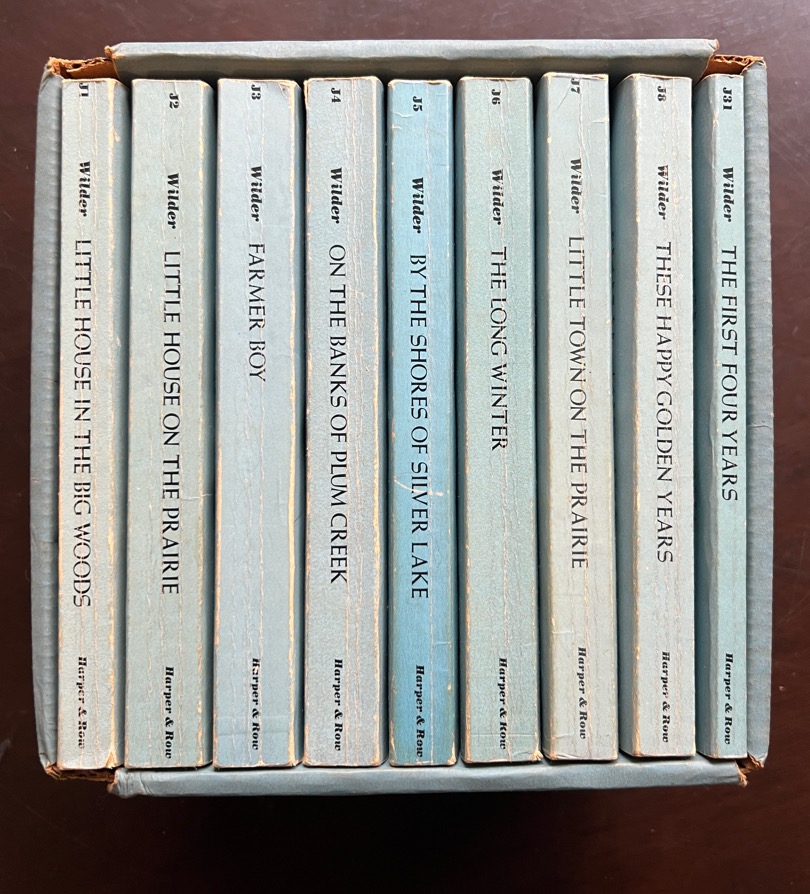 J1 Wilder LITTLE HOUSE IN THE BIG WOODS Harper & Row
J2 Wilder LITTLE HOUSE ON THE PRAIRIE Harper & Row
J3 Wilder FARMER BOY Harper & Row
J4 Wilder ON THE BANKS OF PLUM CREEK Harper & Row
J5 Wilder BY THE SHORES OF SILVER LAKE Harper & Row
J6 Wilder THE LONG WINTER Harper & Row
J7 Wilder LITTLE TOWN ON THE PRAIRIE Harper & Row
J8 Wilder THESE HAPPY GOLDEN YEARS Harper & Row
J31 Wilder THE FIRST FOUR YEARS Harper & Row